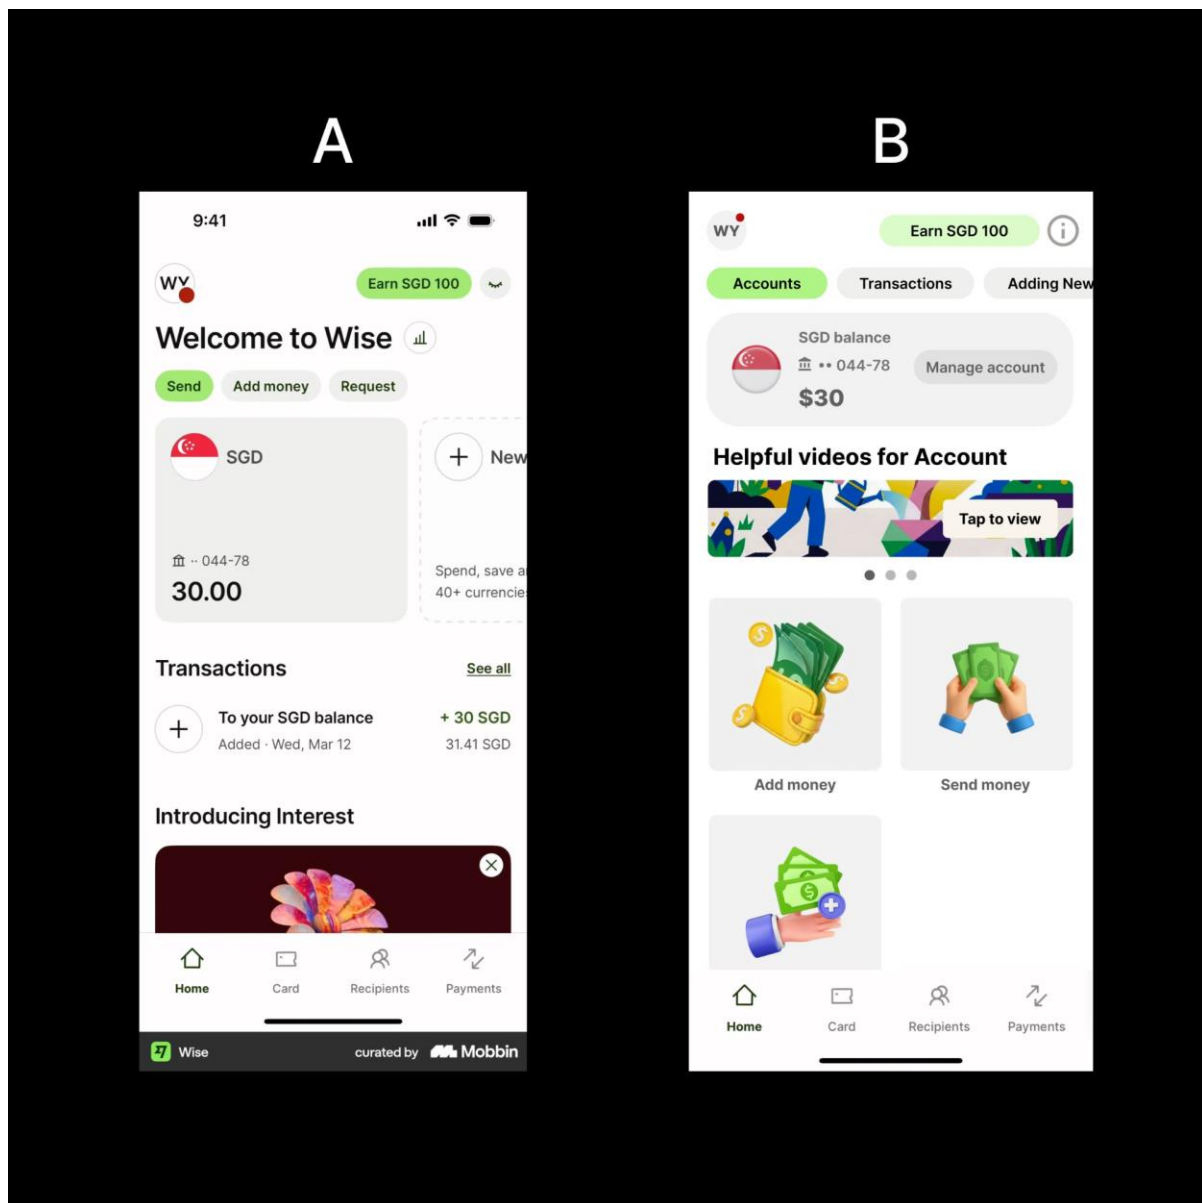 A
9:41
WY
Earn SGD 100
Welcome to Wise
Send
Add money
Request
SGD
New
·· 044-78
30.00
Spend, save a
40+ currencie
Transactions
See all
To your SGD balance
+ 30 SGD
Added · Wed, Mar 12
31.41 SGD
Introducing Interest
Home
Card
Recipients
Payments
Wise
curated by
Mobbin
B
WY
Earn SGD 100
Accounts
Transactions
Adding New
SGD balance
•• 044-78
$30
Manage account
Helpful videos for Account
Tap to view
Add money
Send money
Home
Card
Recipients
Payments